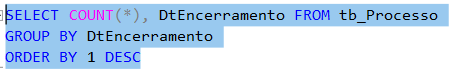 SELECT COUNT(*), DtEncerramento FROM tb_Processo
GROUP BY DtEncerramento
ORDER BY 1 DESC